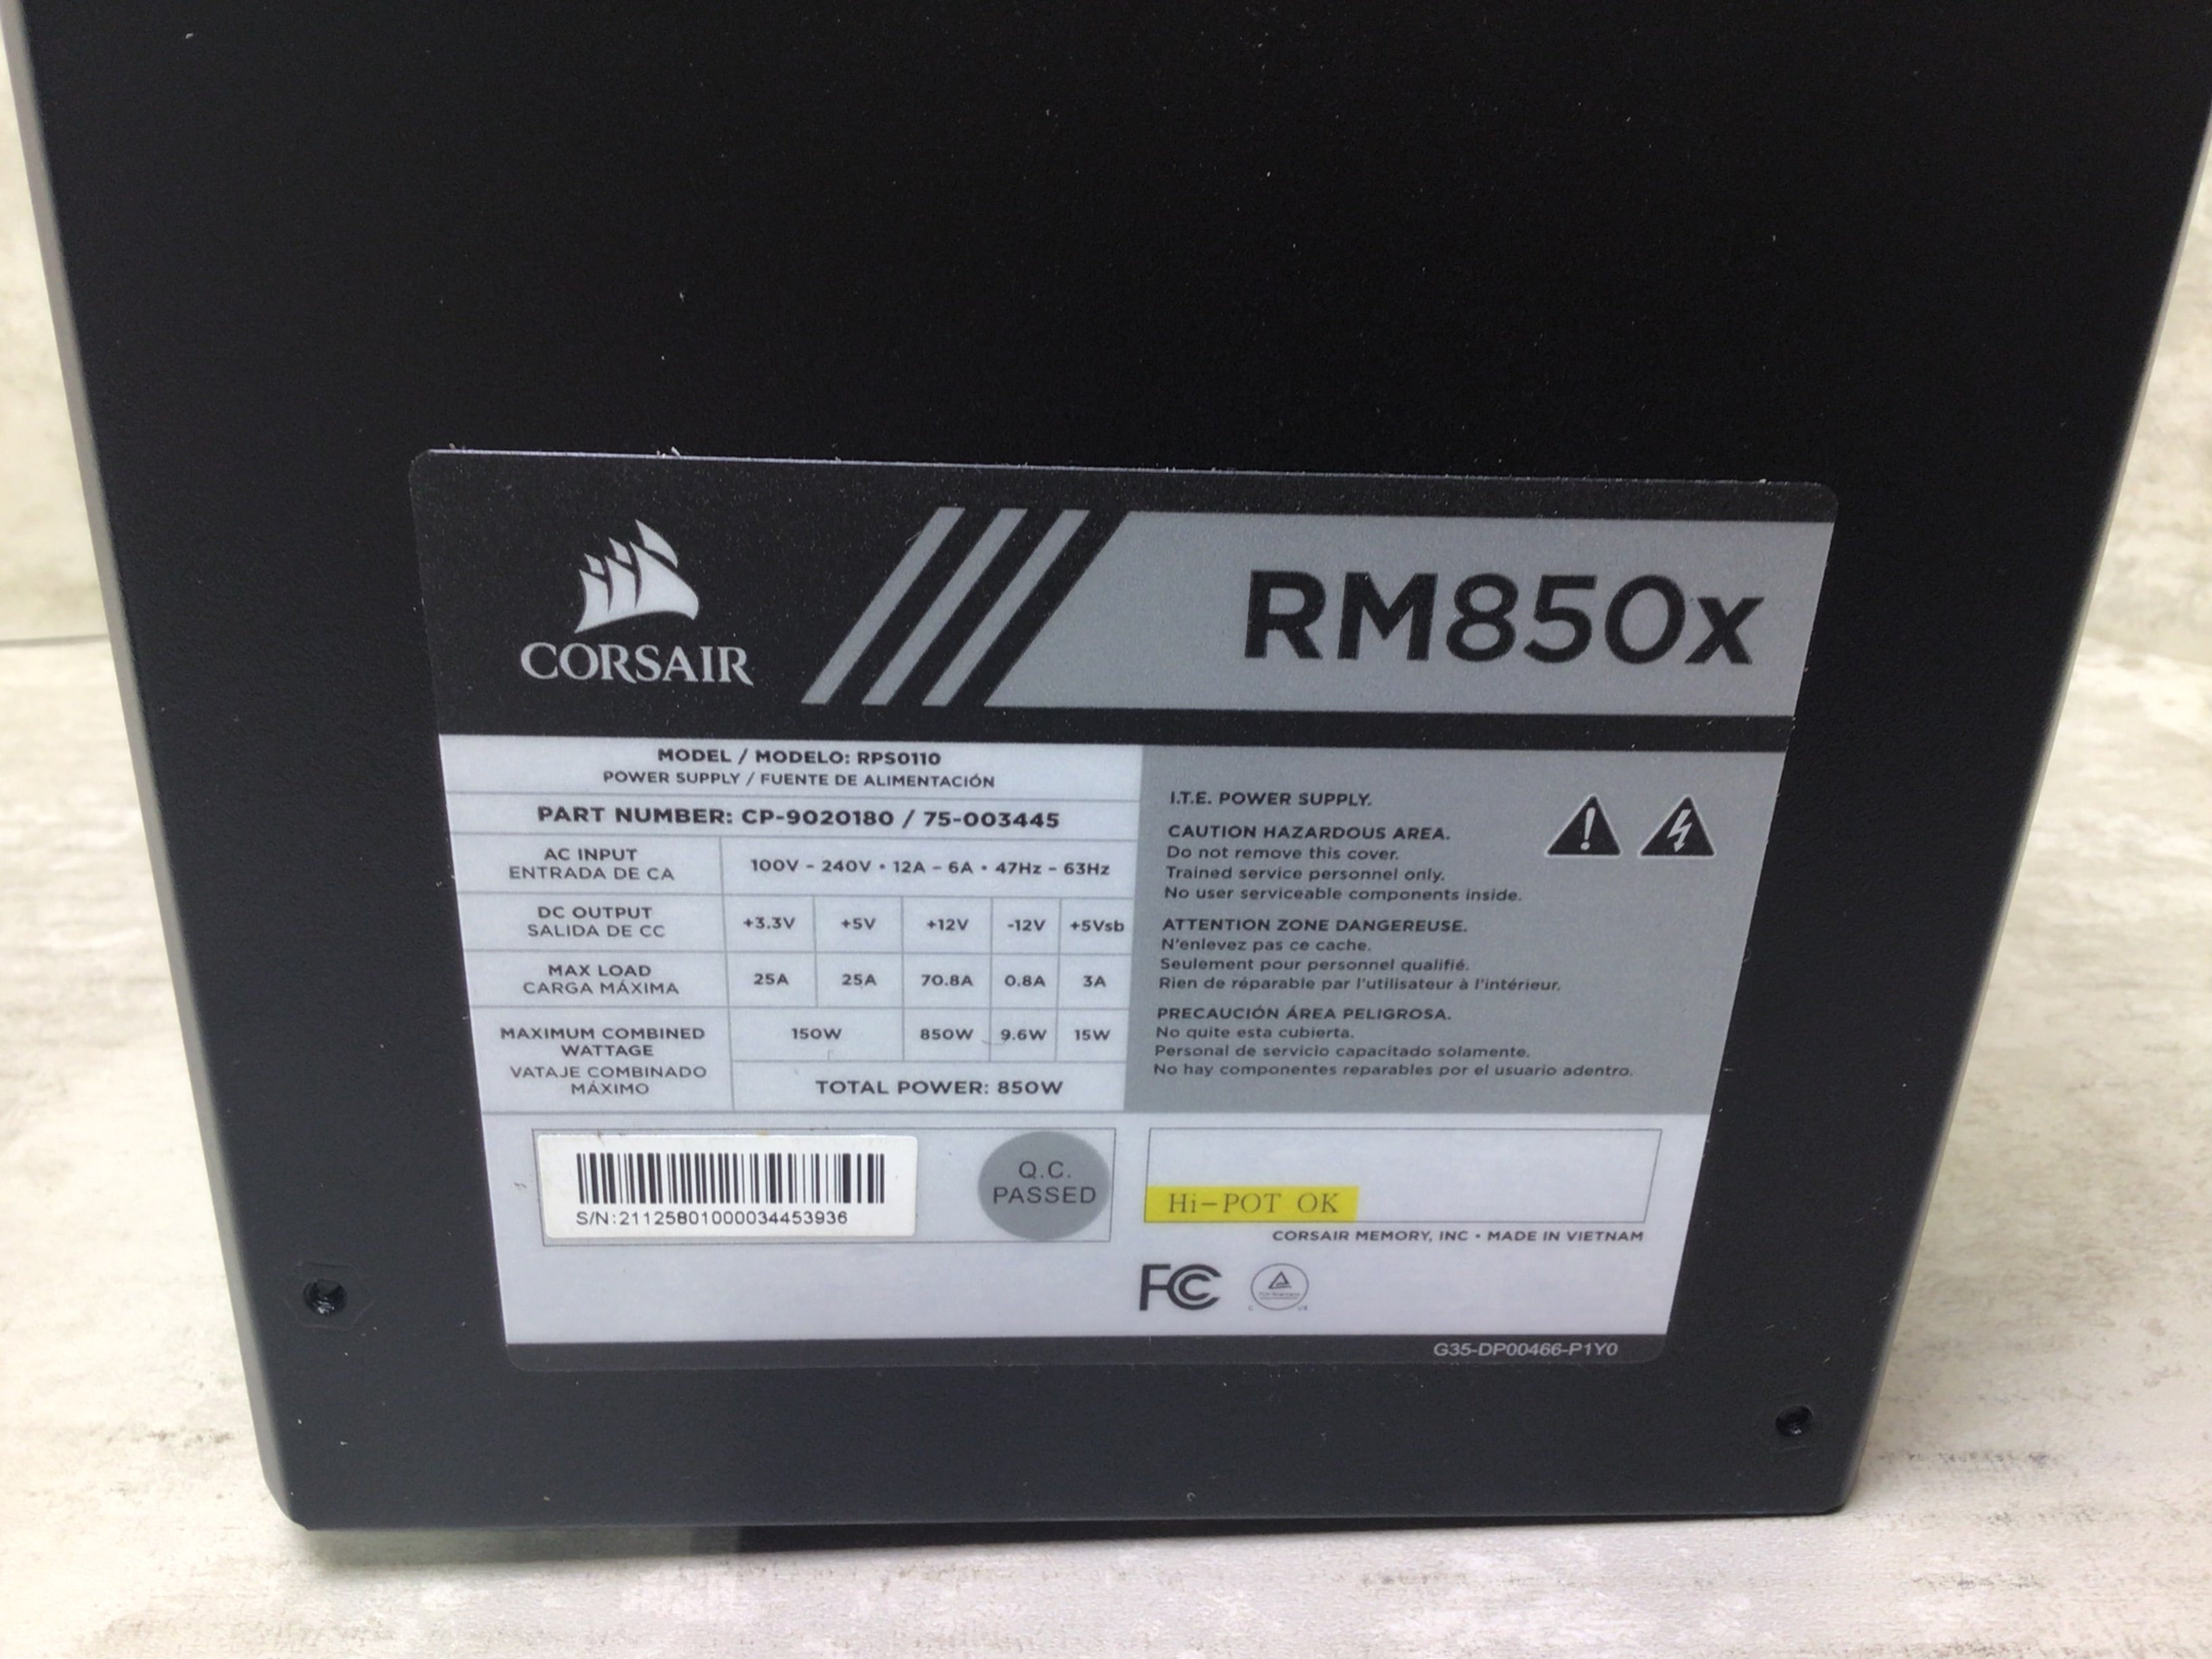 CORSAIR
RM850x
MODEL / MODELO: RPS0110
POWER SUPPLY / FUENTE DE ALIMENTACIÓN
PART NUMBER: CP-9020180 / 75-003445
AC INPUT
ENTRADA DE CA
100V - 240V • 12A - 6A • 47Hz - 63Hz
DC OUTPUT
SALIDA DE CC
+3.3V +5V +12V -12V +5Vsb
MAX LOAD
CARGA MÁXIMA
25A 25A 70.8A 0.8A 3A
MAXIMUM COMBINED
WATTAGE
VATAJE COMBINADO
MÁXIMO
150W 850W 9.6W 15W
TOTAL POWER: 850W
I.T.E. POWER SUPPLY.
CAUTION HAZARDOUS AREA.
Do not remove this cover.
Trained service personnel only.
No user serviceable components inside.
ATTENTION ZONE DANGEREUSE.
N'enlevez pas ce cache.
Seulement pour personnel qualifié.
Rien de réparable par l'utilisateur à l'intérieur.
PRECAUCIÓN ÁREA PELIGROSA.
No quite esta cubierta.
Personal de servicio capacitado solamente.
No hay componentes reparables por el usuario adentro.
S/N:21125801000034453936
Q.C.
PASSED
Hi-POT OK
CORSAIR MEMORY, INC • MADE IN VIETNAM
FC
G35-DP00466-P1Y0